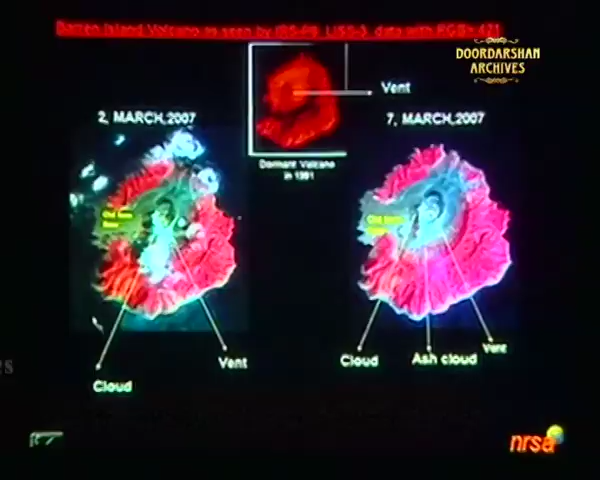 Barren Island Volcano as seen by IRS-P6 LISS-3 data with RGB= 421
DOORDARSHAN
ARCHIVES
Vent
2, MARCH,2007
7, MARCH,2007
Dormant Volcano
in 1991
Vent
Cloud
Cloud
Ash cloud
Vent
nrsa